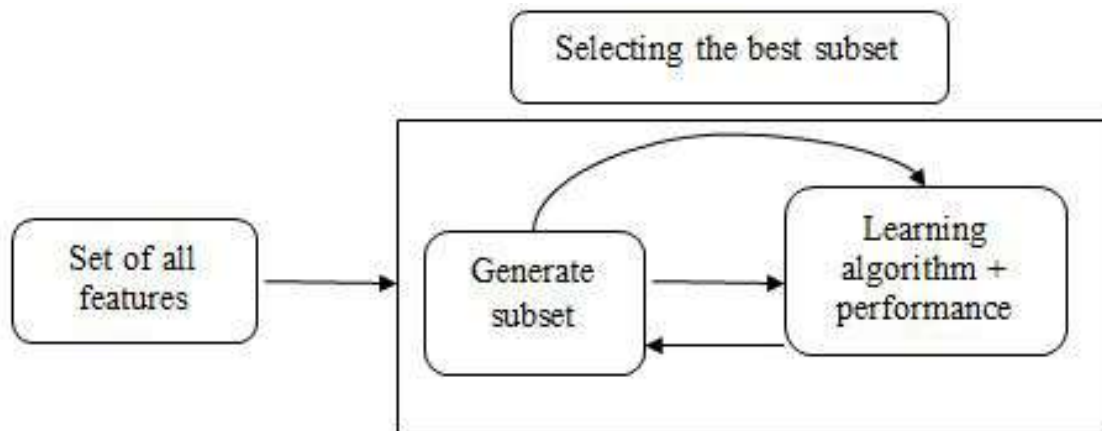 Selecting the best subset
Set of all
features
Generate
subset
Learning
algorithm +
performance